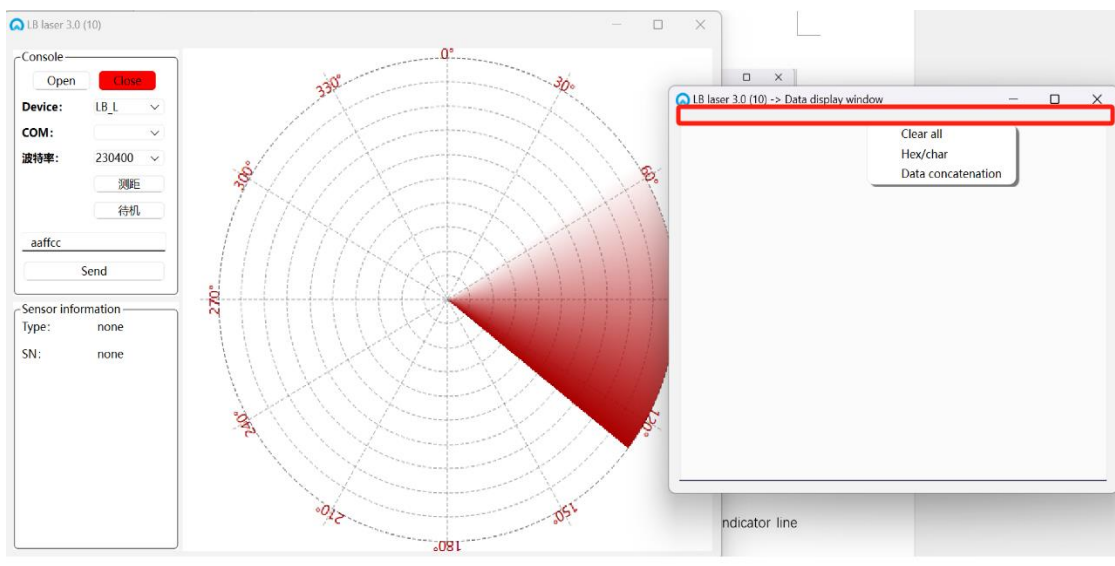 LB laser 3.0 (10)
Console
Open
Close
Device:
LB_L
COM:
波特率:
230400
测距
待机
aaffcc
Send
Sensor information
Type:
none
SN:
none
0°
30°
60°
120°
150°
180°
210°
240°
270°
300°
330°
LB laser 3.0 (10) -> Data display window
Clear all
Hex/char
Data concatenation
ndicator line